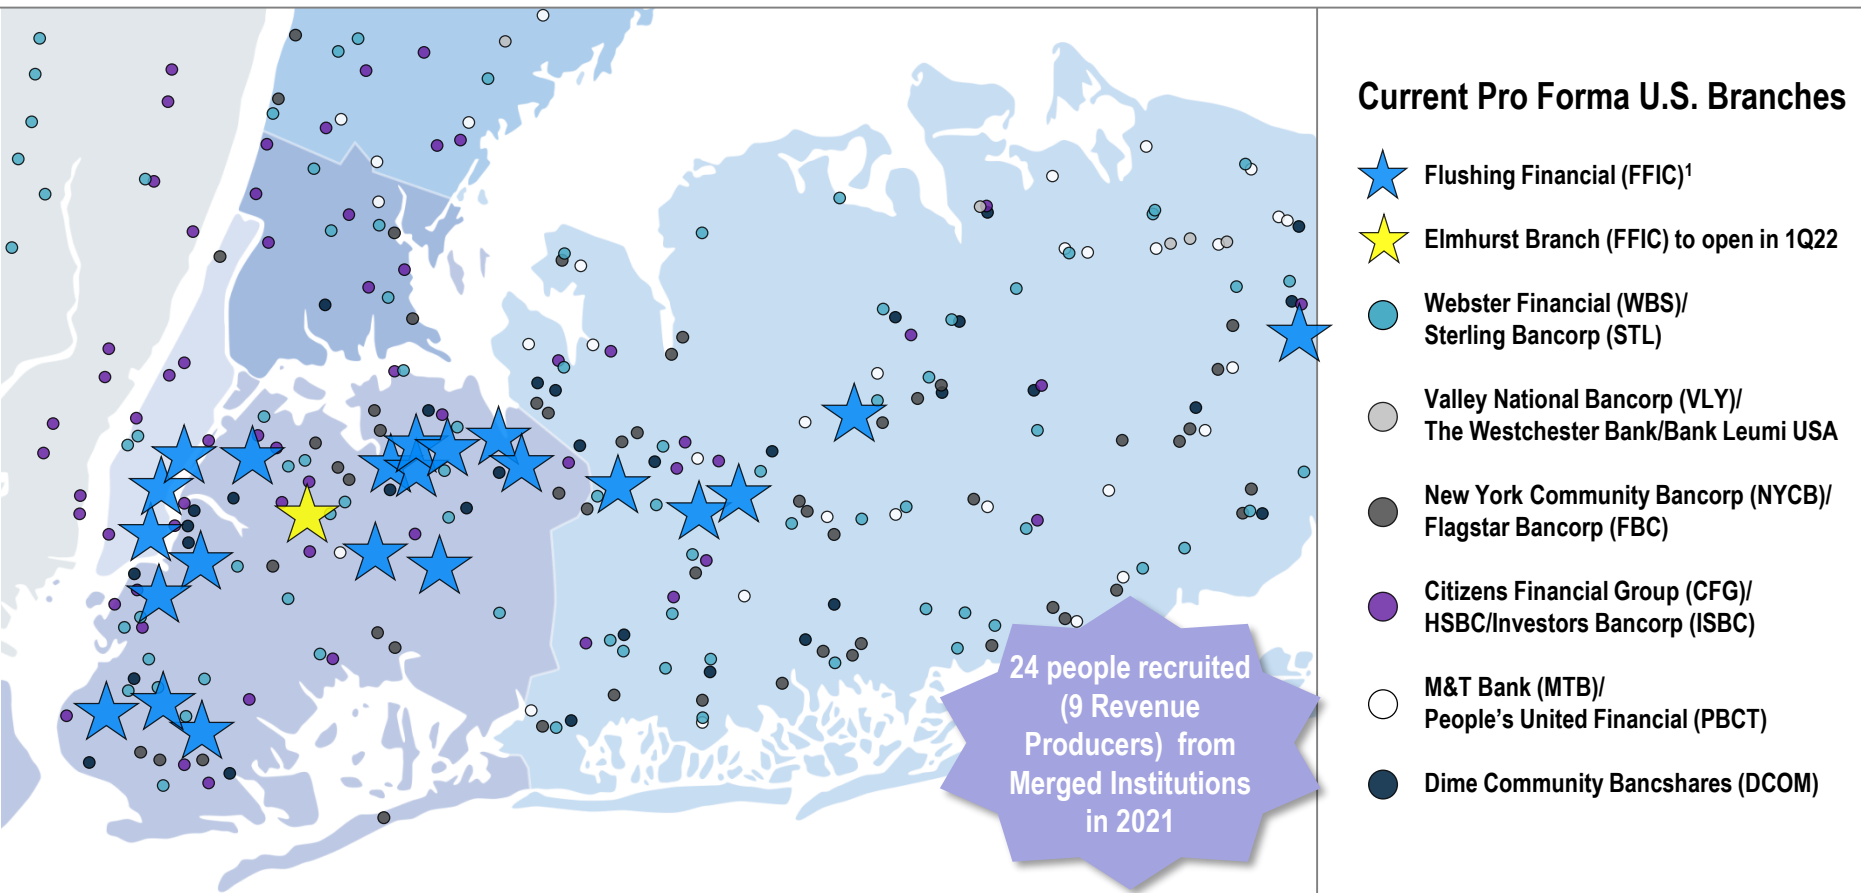 Current Pro Forma U.S. Branches
Flushing Financial (FFIC)¹
Elmhurst Branch (FFIC) to open in 1Q22
Webster Financial (WBS)/
Sterling Bancorp (STL)
Valley National Bancorp (VLY)/
The Westchester Bank/Bank Leumi USA
New York Community Bancorp (NYCB)/
Flagstar Bancorp (FBC)
Citizens Financial Group (CFG)/
HSBC/Investors Bancorp (ISBC)
M&T Bank (MTB)/
People’s United Financial (PBCT)
Dime Community Bancshares (DCOM)
24 people recruited
(9 Revenue
Producers) from
Merged Institutions
in 2021